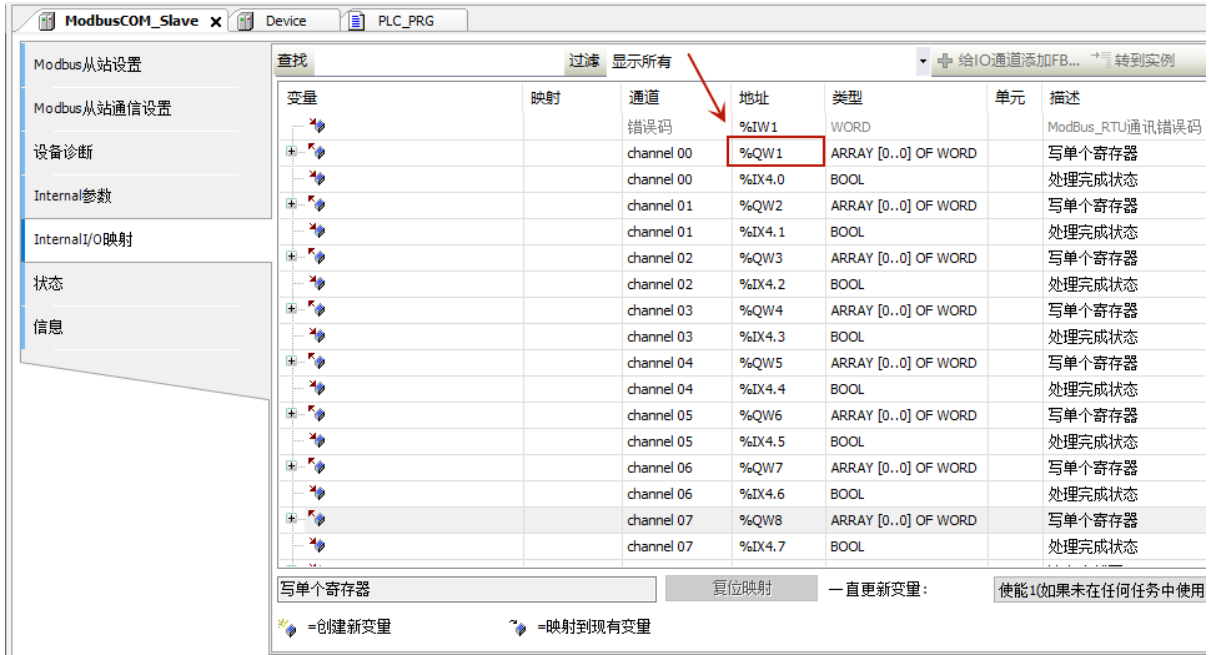 ModbusCOM_Slave x Device PLC_PRG
Modbus从站设置
Modbus从站通信设置
设备诊断
Internal参数
InternalI/O映射
状态
信息
查找 过滤 显示所有 给IO通道添加FB... 转到实例
变量 映射 通道 地址 类型 单元 描述
错误码 %IW1 WORD ModBus_RTU通讯错误码
channel 00 %QW1 ARRAY [0..0] OF WORD 写单个寄存器
channel 00 %IX4.0 BOOL 处理完成状态
channel 01 %QW2 ARRAY [0..0] OF WORD 写单个寄存器
channel 01 %IX4.1 BOOL 处理完成状态
channel 02 %QW3 ARRAY [0..0] OF WORD 写单个寄存器
channel 02 %IX4.2 BOOL 处理完成状态
channel 03 %QW4 ARRAY [0..0] OF WORD 写单个寄存器
channel 03 %IX4.3 BOOL 处理完成状态
channel 04 %QW5 ARRAY [0..0] OF WORD 写单个寄存器
channel 04 %IX4.4 BOOL 处理完成状态
channel 05 %QW6 ARRAY [0..0] OF WORD 写单个寄存器
channel 05 %IX4.5 BOOL 处理完成状态
channel 06 %QW7 ARRAY [0..0] OF WORD 写单个寄存器
channel 06 %IX4.6 BOOL 处理完成状态
channel 07 %QW8 ARRAY [0..0] OF WORD 写单个寄存器
channel 07 %IX4.7 BOOL 处理完成状态
写单个寄存器 复位映射 一直更新变量: 使能1(如果未在任何任务中使用
=创建新变量 =映射到现有变量